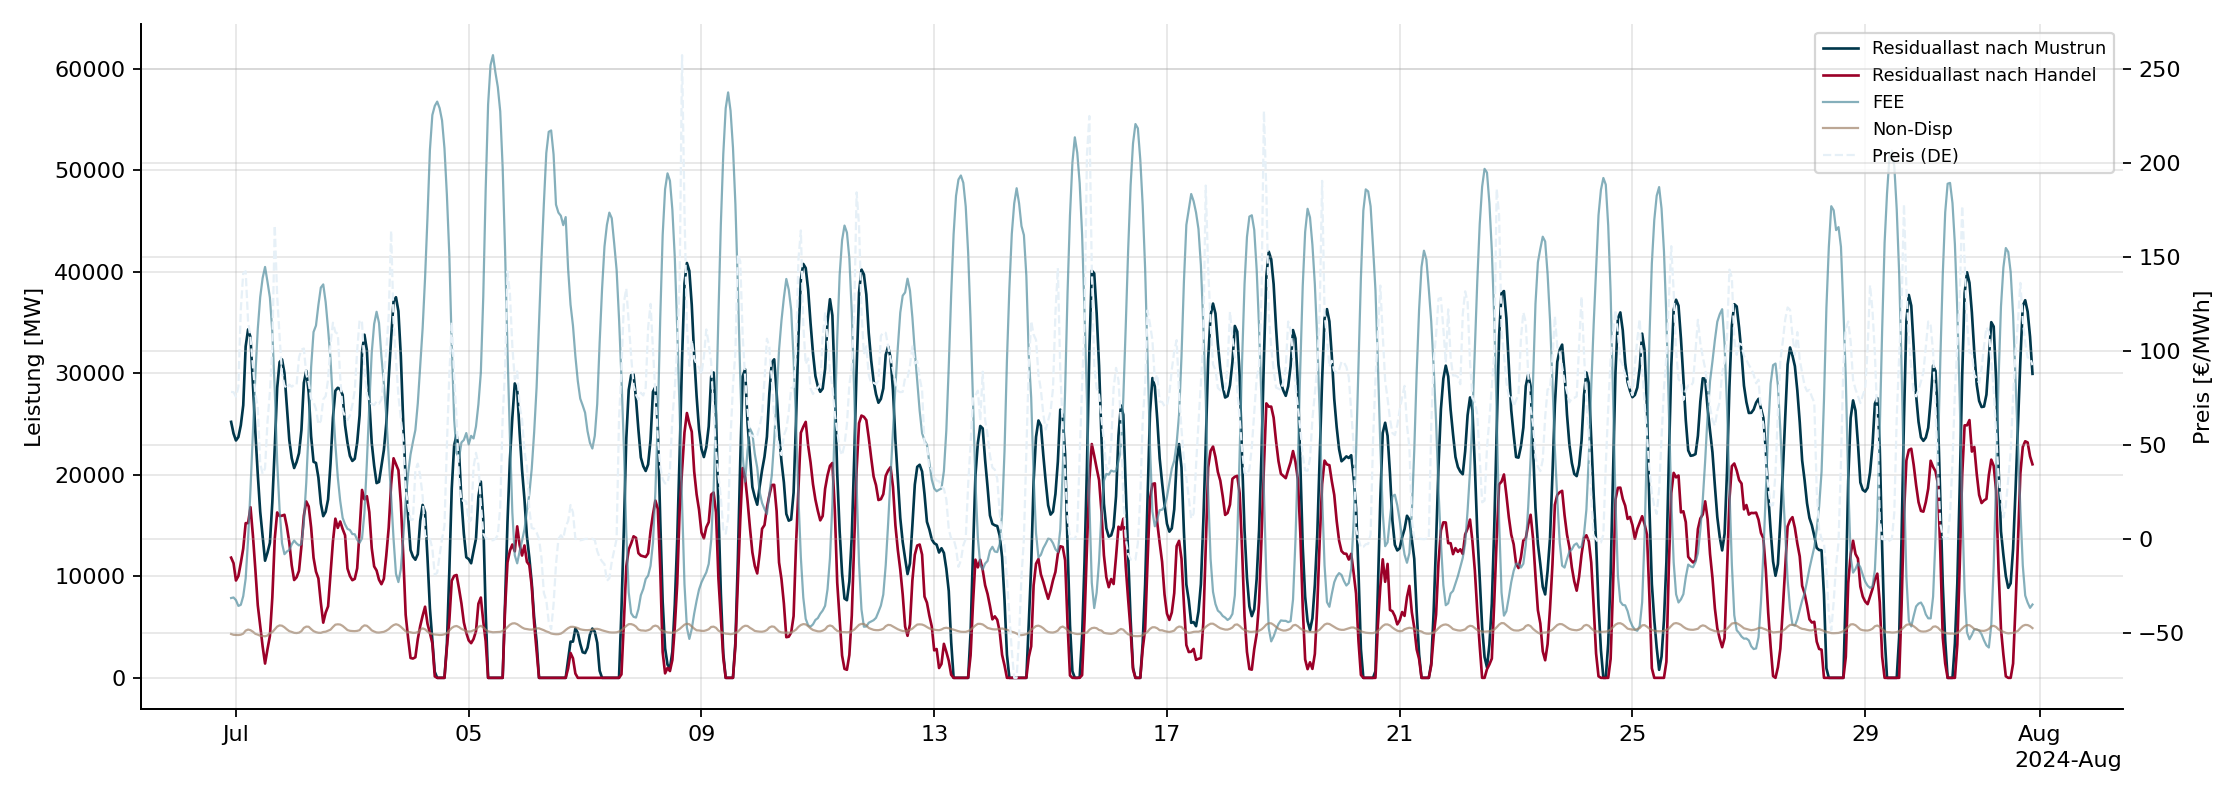 Residuallast nach Mustrun
Residuallast nach Handel
FEE
Non-Disp
Preis (DE)
Leistung [MW]
60000
50000
40000
30000
20000
10000
0
Preis [€/MWh]
250
200
150
100
50
0
−50
Jul
05
09
13
17
21
25
29
Aug
2024-Aug